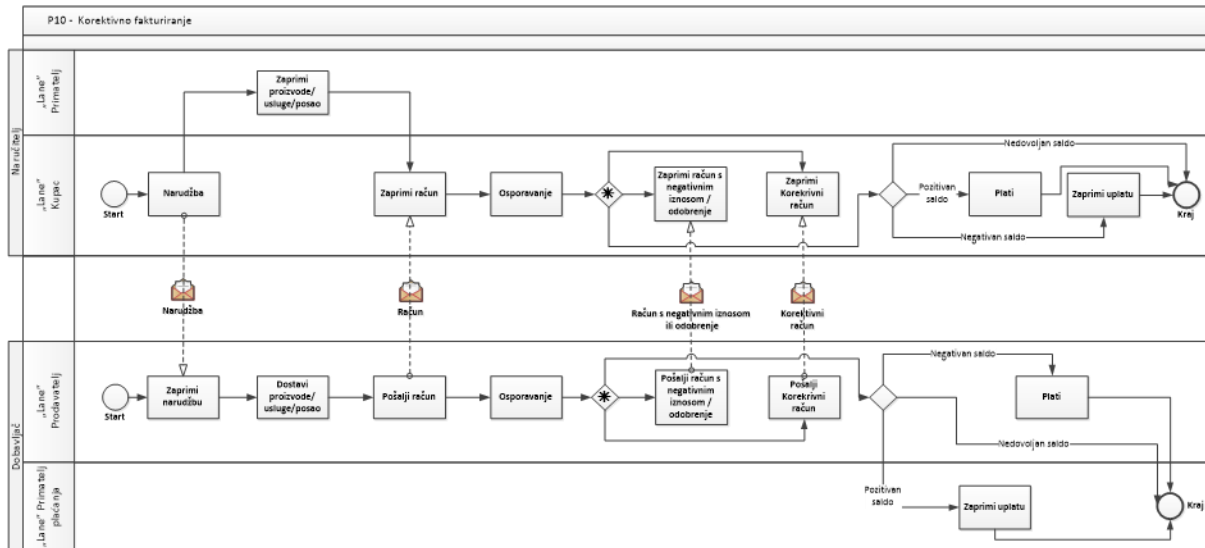 P10 - Korektivno fakturiranje
Naručitelj
„Lane"
Primatelj
Zaprimi
proizvode/
usluge/posao
„Lane"
Kupac
Start
Narudžba
Zaprimi račun
Osporavanje
Zaprimi račun s
negativnim
iznosom /
odobrenje
Zaprimi
Korekrivni
račun
Nedovoljan saldo
Pozitivan
saldo
Plati
Zaprimi uplatu
Negativan saldo
Kraj
Narudžba
Račun
Račun s negativnim iznosom
ili odobrenje
Korektivni
račun
Dobavljač
„Lane"
Prodavatelj
Start
Zaprimi
narudžbu
Dostavi
proizvode/
usluge/posao
Pošalji račun
Osporavanje
Pošalji račun s
negativnim
iznosom /
odobrenje
Pošalji
Korekrivni
račun
Negativan saldo
Plati
Nedovoljan saldo
„Lane" Primatelj
plaćanja
Pozitivan
saldo
Zaprimi uplatu
Kraj